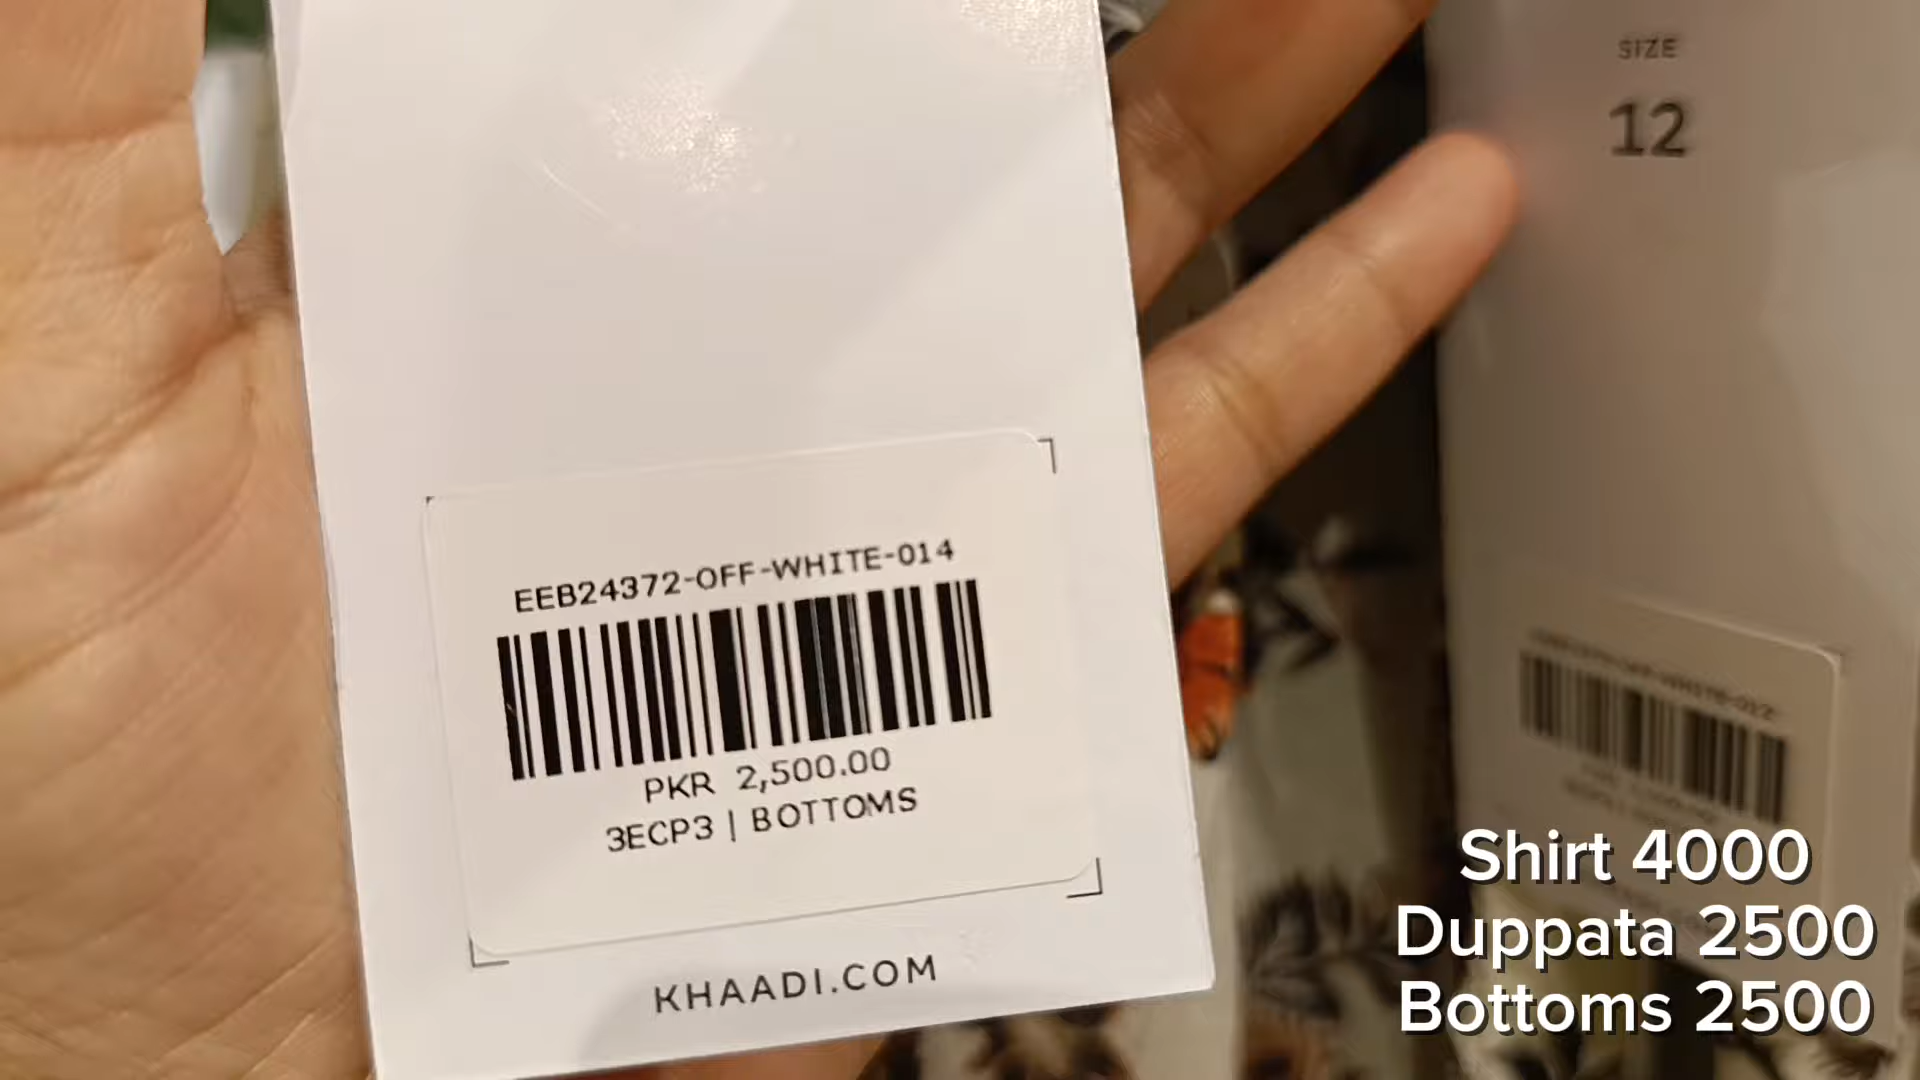 SIZE
12
EEB24372-OFF-WHITE-014
PKR 2,500.00
3ECP3 | BOTTOMS
KHAADI.COM
Shirt 4000
Duppata 2500
Bottoms 2500